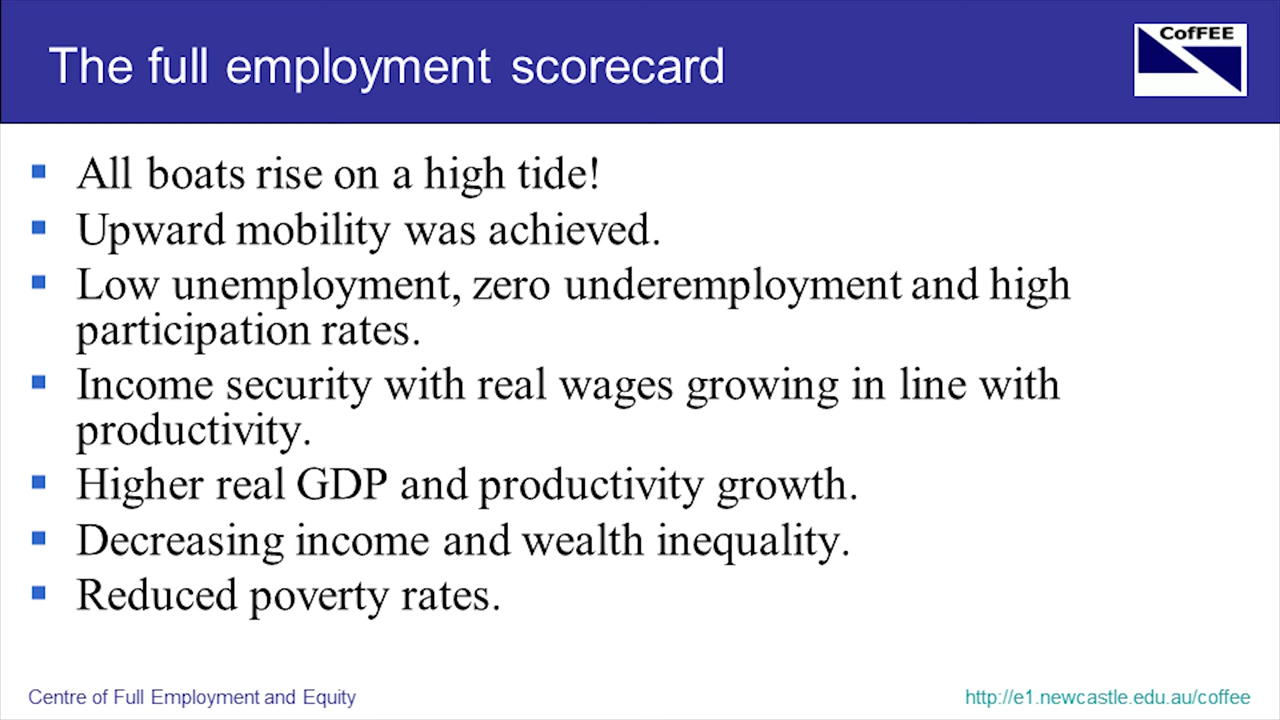 The full employment scorecard
CofFEE
All boats rise on a high tide!
Upward mobility was achieved.
Low unemployment, zero underemployment and high
participation rates.
Income security with real wages growing in line with
productivity.
Higher real GDP and productivity growth.
Decreasing income and wealth inequality.
Reduced poverty rates.
Centre of Full Employment and Equity
http://e1.newcastle.edu.au/coffee